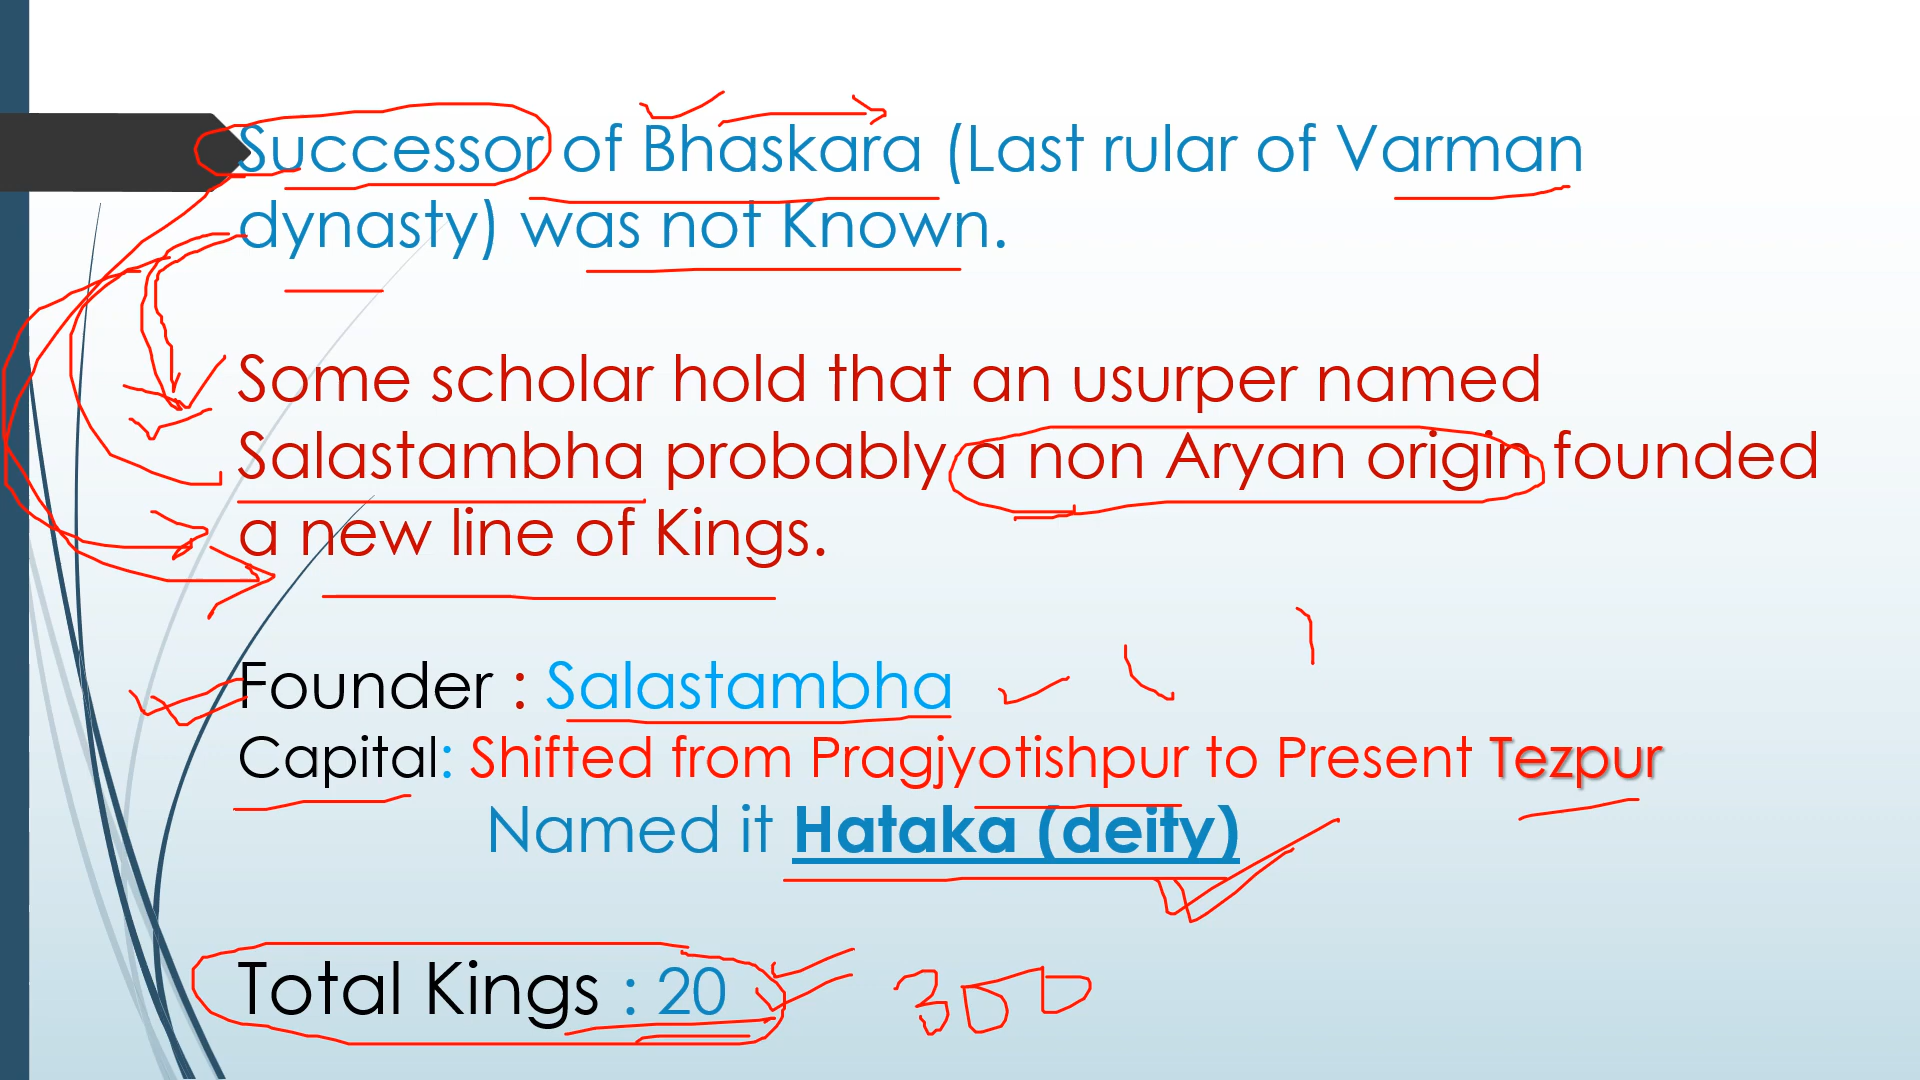 Successor of Bhaskara (Last rular of Varman
dynasty) was not Known.
Some scholar hold that an usurper named
Salastambha probably a non Aryan origin founded
a new line of Kings.
Founder : Salastambha
Capital: Shifted from Pragjyotishpur to Present Tezpur
Named it Hataka (deity)
Total Kings : 20
300